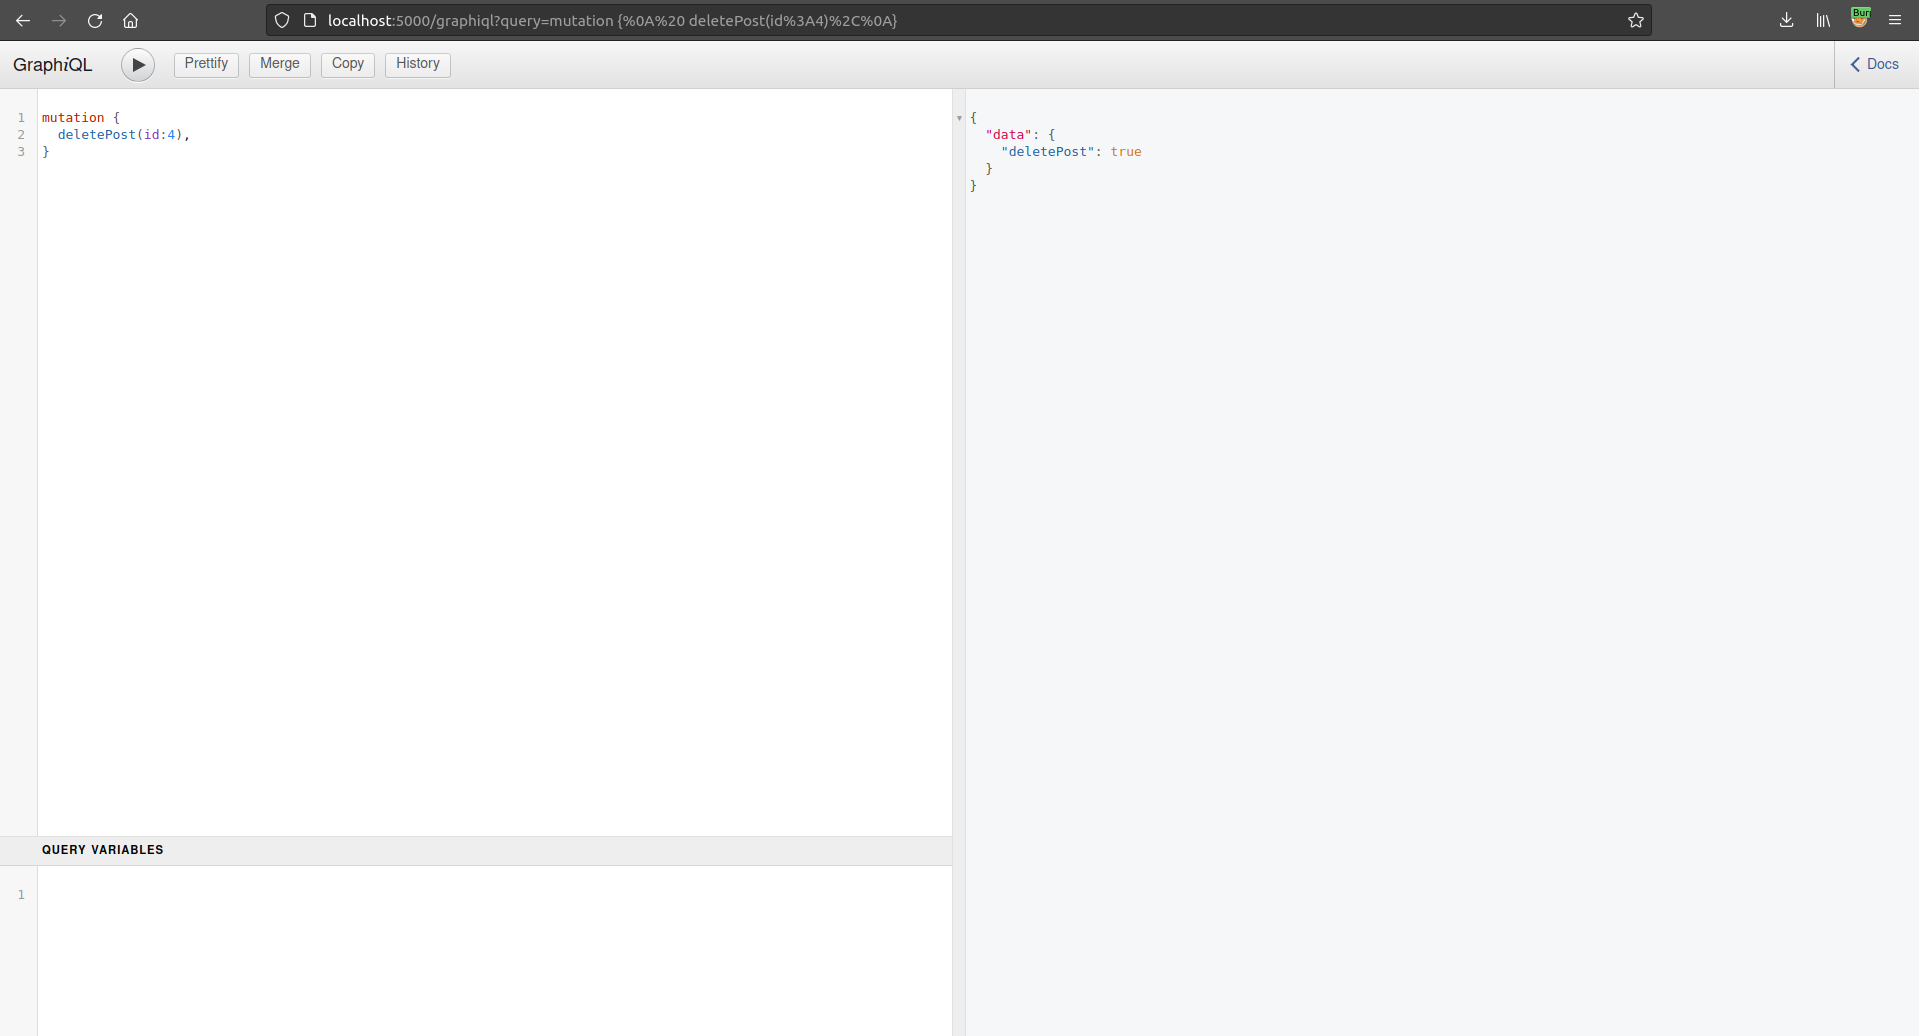 localhost:5000/graphiql?query=mutation {%0A%20 deletePost(id%3A4)%2C%0A}
GraphiQL Prettify Merge Copy History Docs
1 mutation {
2 deletePost(id:4),
3 }
{
"data": {
"deletePost": true
}
}
QUERY VARIABLES
1